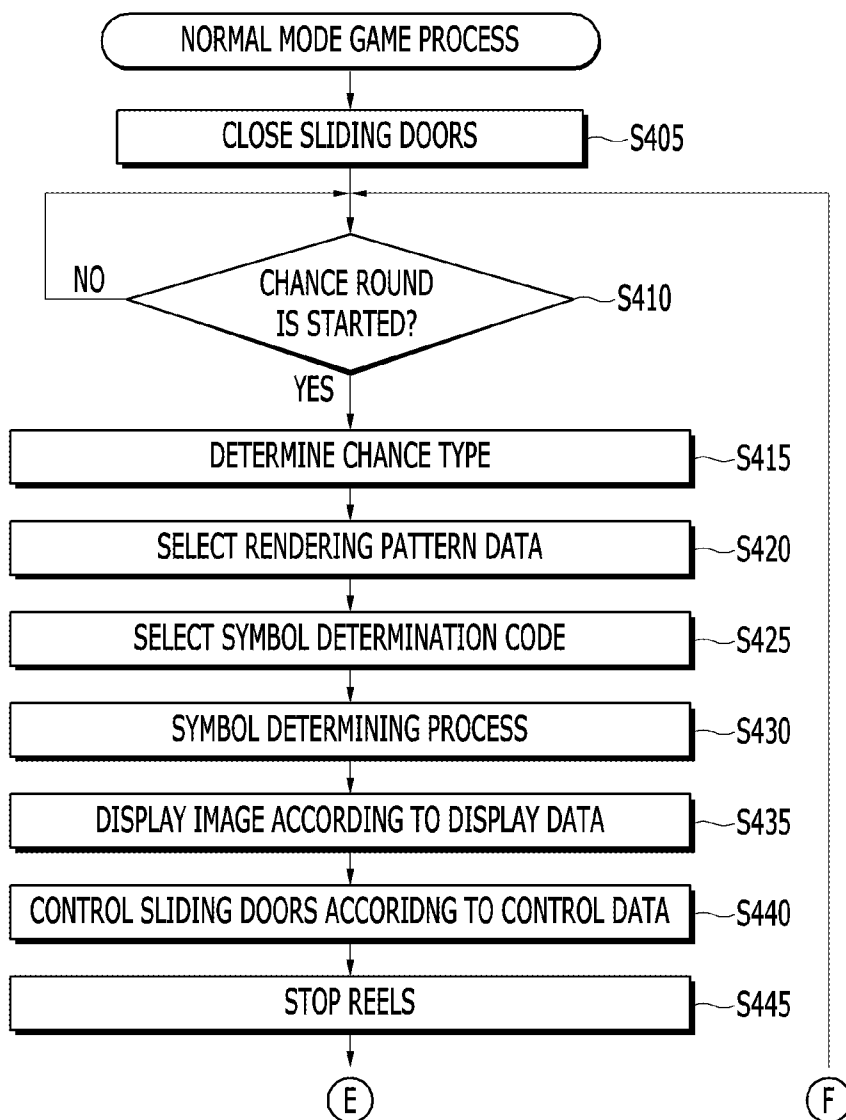 NORMAL MODE GAME PROCESS
CLOSE SLIDING DOORS
S405
NO
CHANCE ROUND
IS STARTED?
S410
YES
DETERMINE CHANCE TYPE
S415
SELECT RENDERING PATTERN DATA
S420
SELECT SYMBOL DETERMINATION CODE
S425
SYMBOL DETERMINING PROCESS
S430
DISPLAY IMAGE ACCORDING TO DISPLAY DATA
S435
CONTROL SLIDING DOORS ACCORIDNG TO CONTROL DATA
S440
STOP REELS
S445
E
F